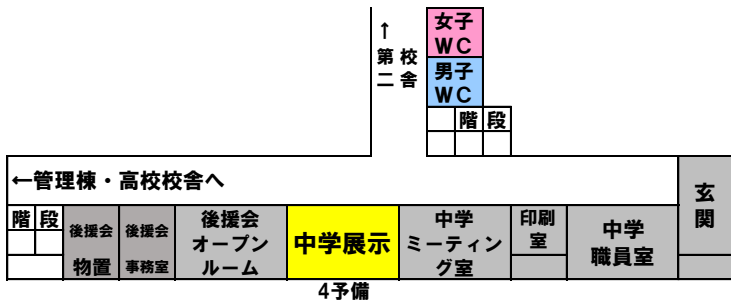 女子
WC
男子
WC
↑
第二
校舎
階段
←管理棟・高校校舎へ
玄関
階段
後援会
物置
後援会
事務室
後援会
オープン
ルーム
中学展示
中学
ミーティン
グ室
印刷
室
中学
職員室
4予備